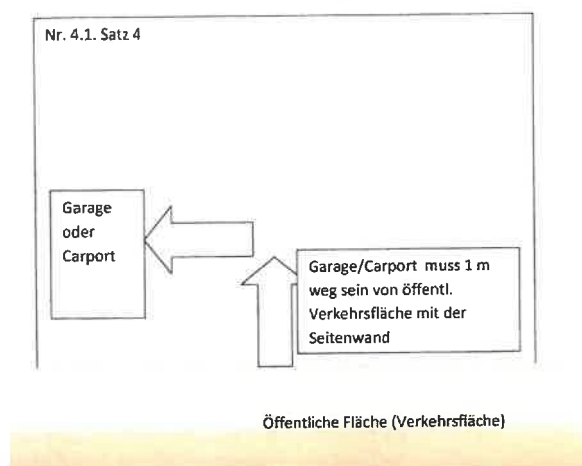 Nr. 4.1. Satz 4
Garage
oder
Carport
Garage/Carport muss 1 m
weg sein von öffentl.
Verkehrsfläche mit der
Seitenwand
Öffentliche Fläche (Verkehrsfläche)